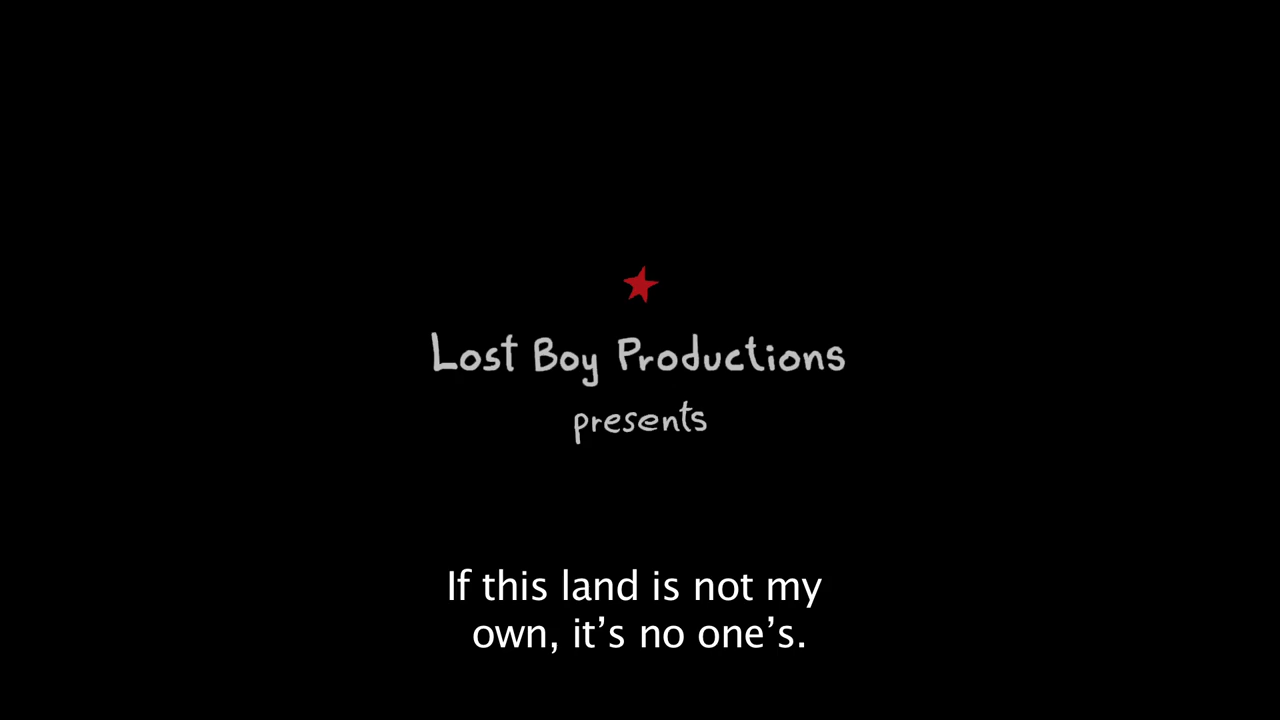 Lost Boy Productions
presents
If this land is not my
own, it’s no one’s.